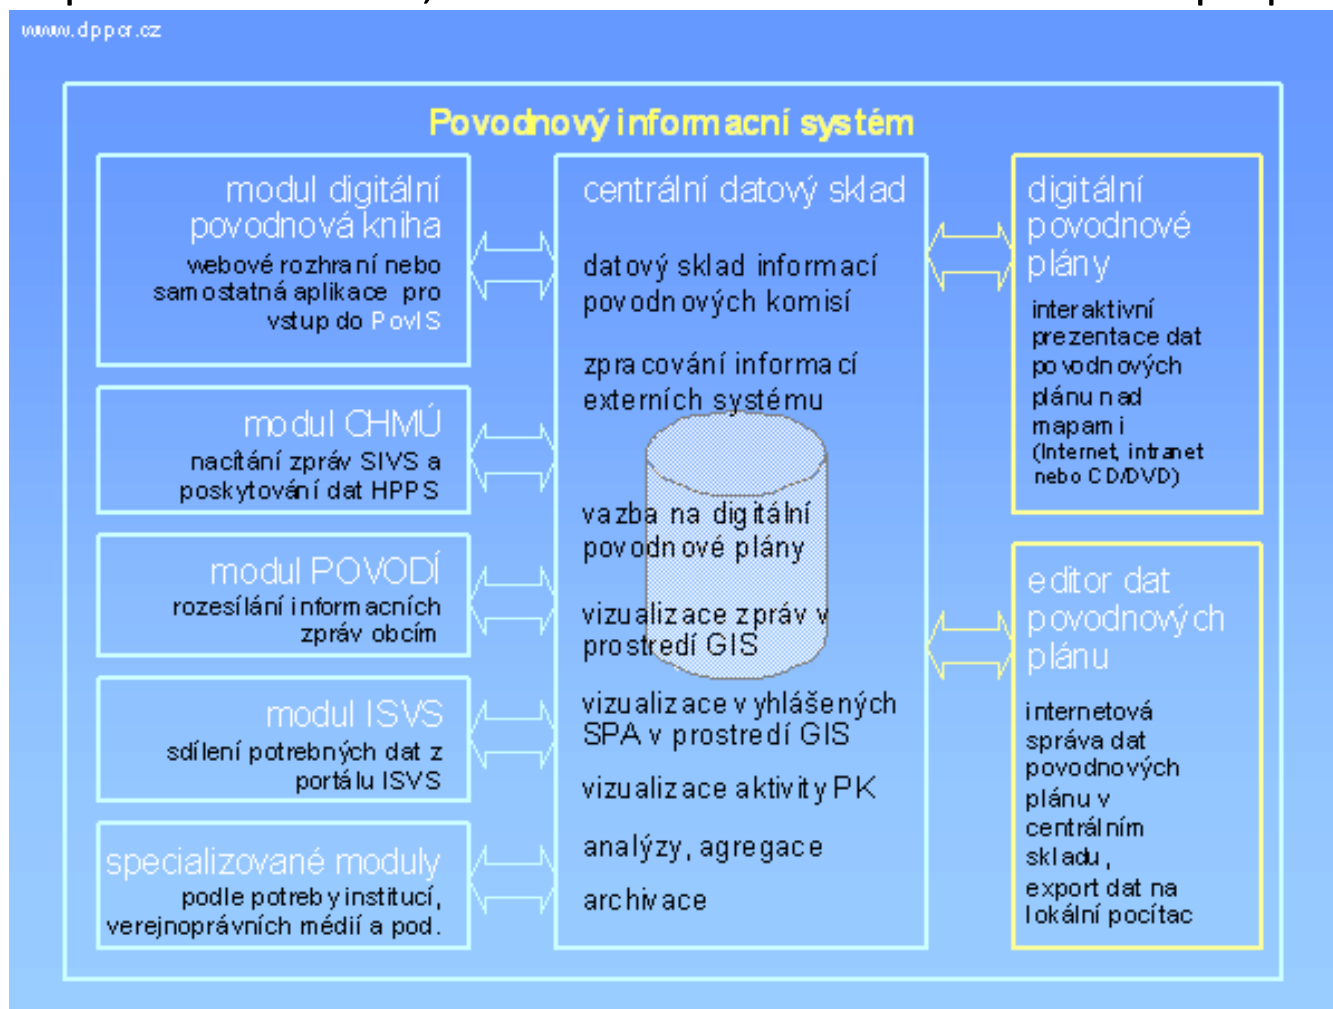 www.dppcr.cz
Povodnový informacní systém
modul digitální
povodnová kniha
webové rozhraní nebo
samostatná aplikace pro
vstup do PovIS
modul CHMÚ
nacítání zpráv SIVS a
poskytování dat HPPS
modul POVODÍ
rozesílání informacních
zpráv obcím
modul ISVS
sdílení potrebných dat z
portálu ISVS
specializované moduly
podle potreby institucí,
verejnoprávních médií a pod.
centrální datový sklad
datový sklad informací
povodnových komisí
zpracování informací
externích systému
vazba na digitální
povodnové plány
vizualizace zpráv v
prostredí GIS
vizualizace vyhlášených
SPA v prostredí GIS
vizualizace aktivity PK
analýzy, agregace
archivace
digitální
povodnové
plány
interaktivní
prezentace dat
povodnových
plánu nad
mapami
(Internet, intranet
nebo CD/DVD)
editor dat
povodnových
plánu
internetová
správa dat
povodnových
plánu v
centrálním
skladu,
export dat na
lokální pocítac